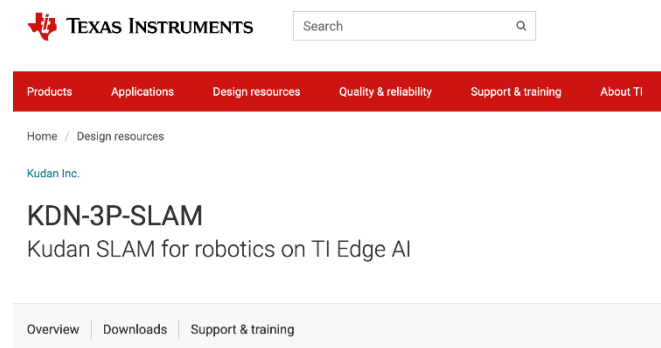 TEXAS INSTRUMENTS
Search
Products Applications Design resources Quality & reliability Support & training About TI
Home / Design resources
Kudan Inc.
KDN-3P-SLAM
Kudan SLAM for robotics on TI Edge AI
Overview Downloads Support & training